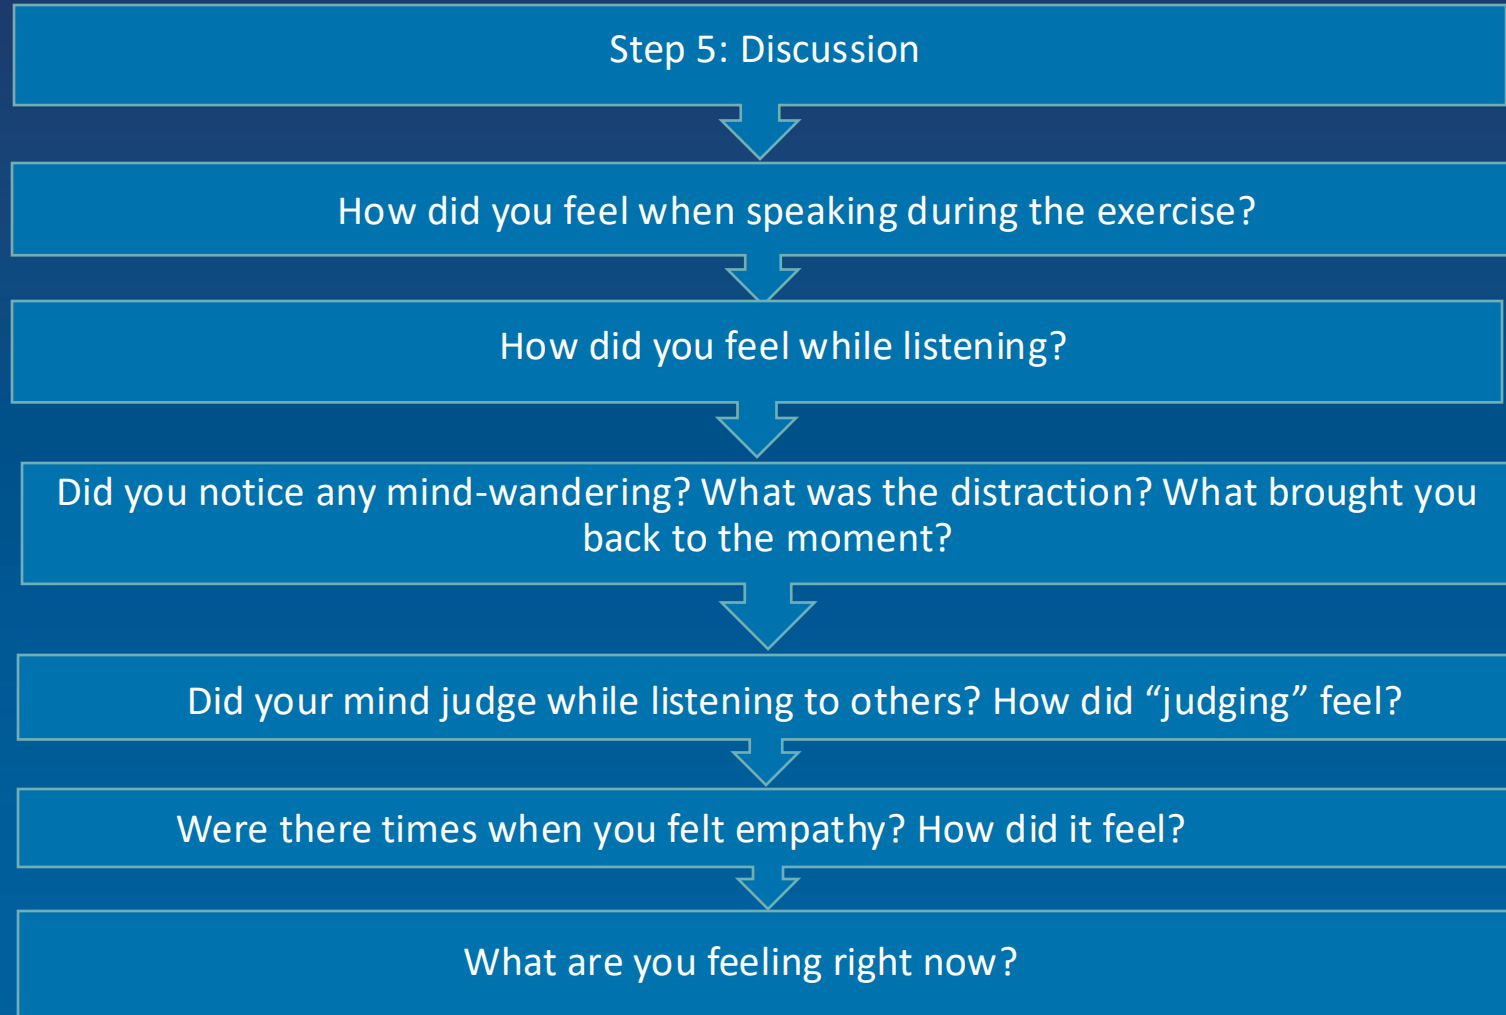 Step 5: Discussion
How did you feel when speaking during the exercise?
How did you feel while listening?
Did you notice any mind-wandering? What was the distraction? What brought you
back to the moment?
Did your mind judge while listening to others? How did “judging” feel?
Were there times when you felt empathy? How did it feel?
What are you feeling right now?